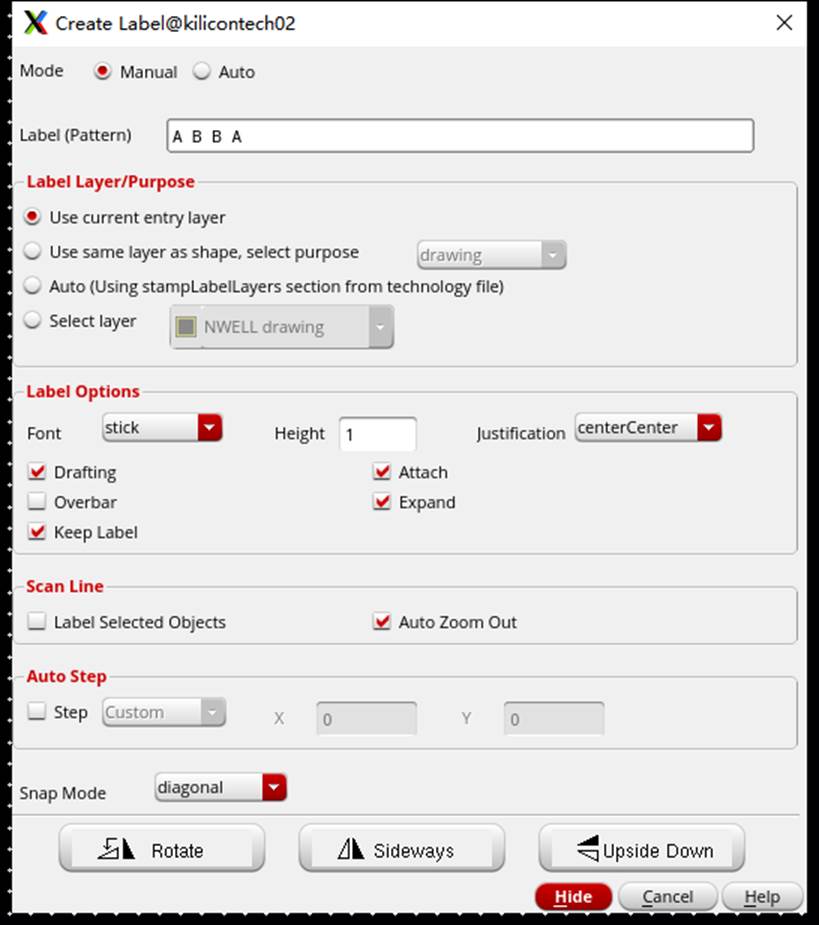 Create Label@kilicontech02
Mode Manual Auto
Label (Pattern) A B B A
Label Layer/Purpose
Use current entry layer
Use same layer as shape, select purpose drawing
Auto (Using stampLabelLayers section from technology file)
Select layer NWELL drawing
Label Options
Font stick Height 1 Justification centerCenter
Drafting Attach
Overbar Expand
Keep Label
Scan Line
Label Selected Objects Auto Zoom Out
Auto Step
Step Custom X 0 Y 0
Snap Mode diagonal
Rotate Sideways Upside Down
Hide Cancel Help